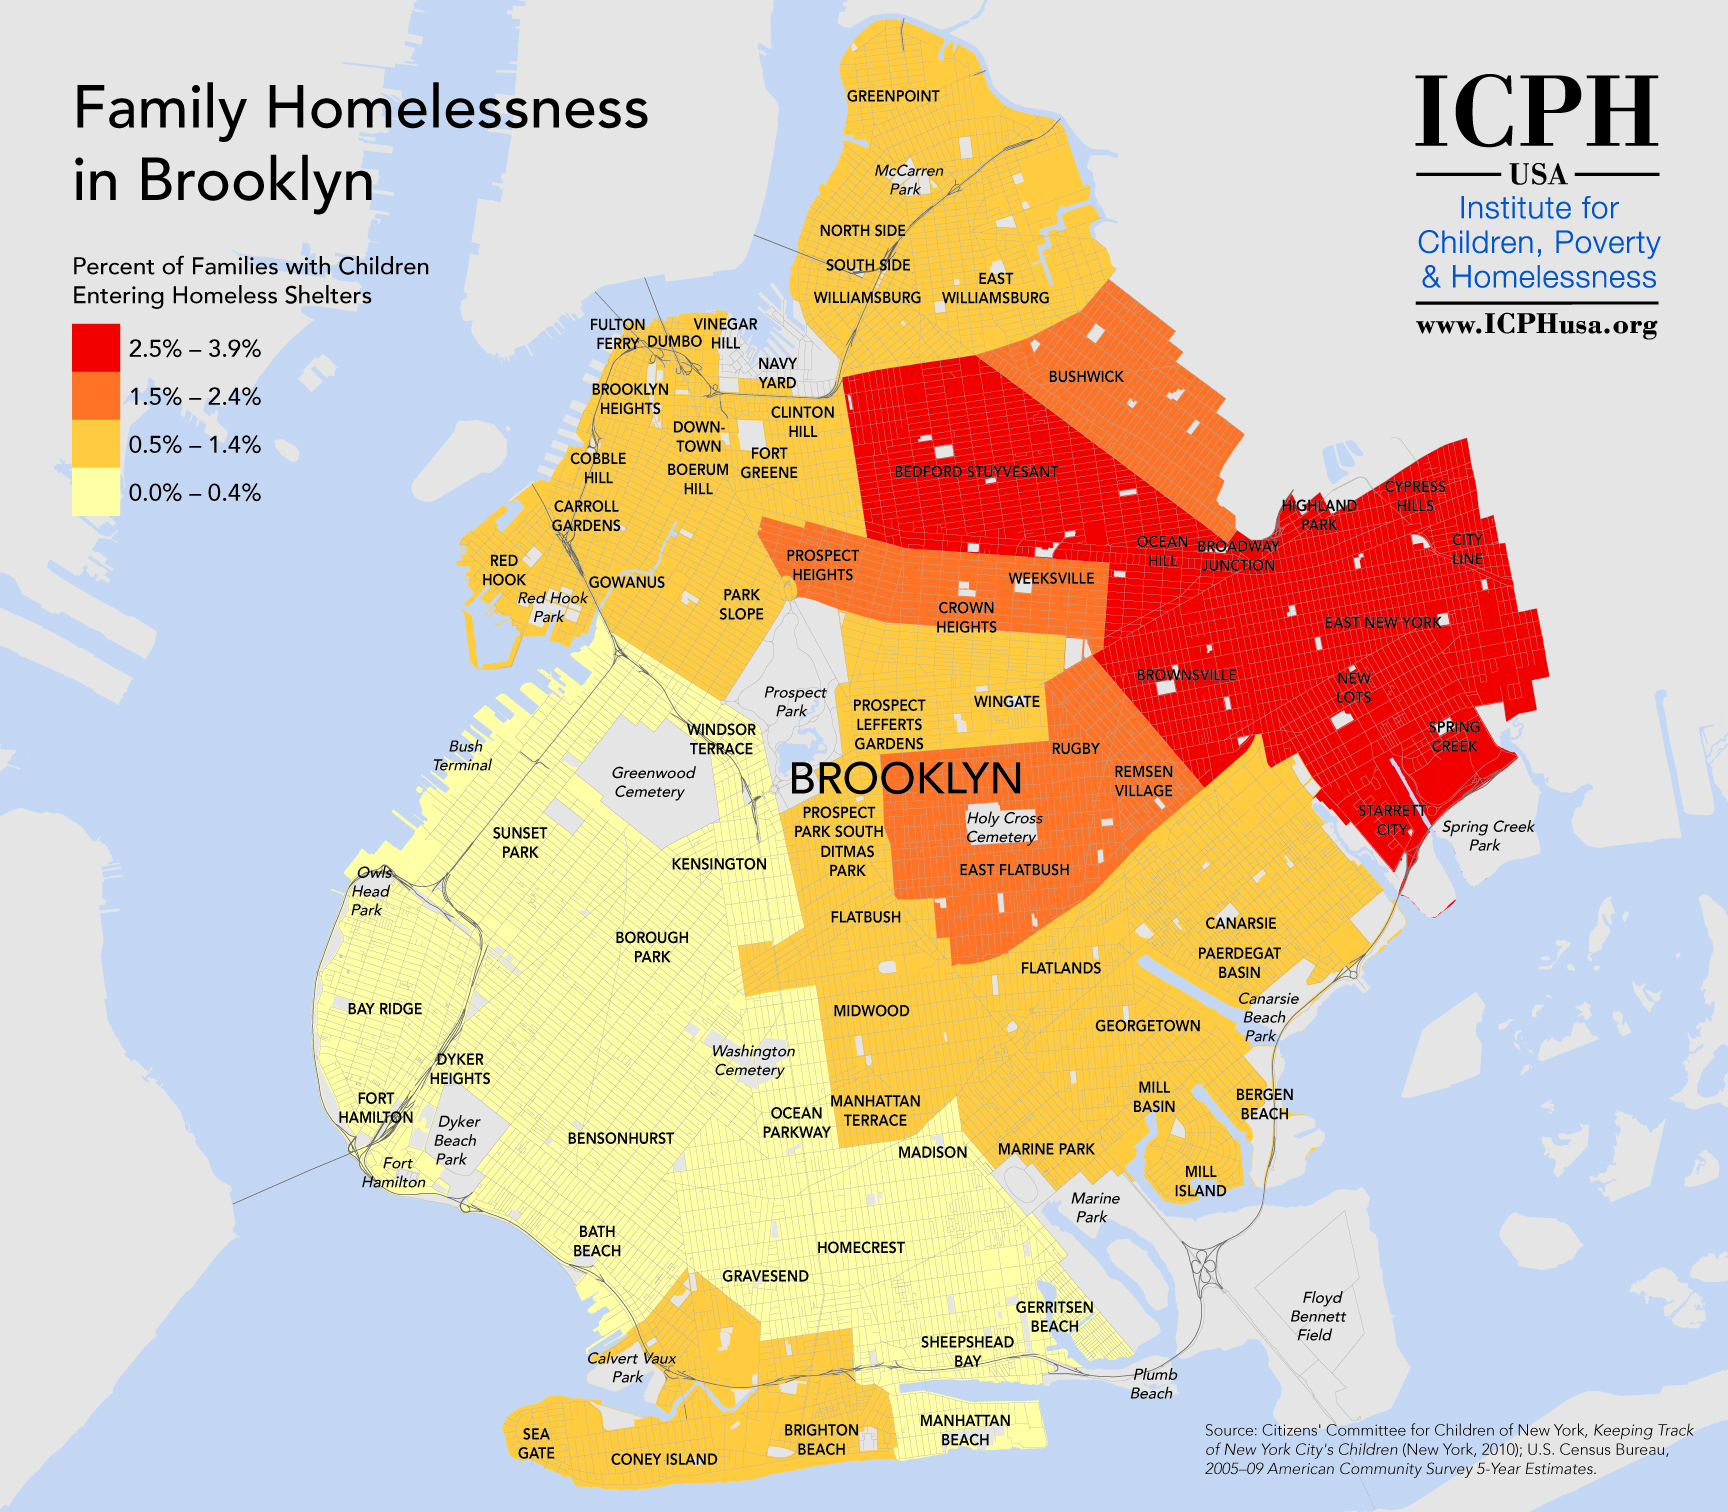 Family Homelessness
in Brooklyn
Percent of Families with Children
Entering Homeless Shelters
2.5% – 3.9%
1.5% – 2.4%
0.5% – 1.4%
0.0% – 0.4%
ICPH
USA
Institute for
Children, Poverty
& Homelessness
www.ICPHusa.org
GREENPOINT
McCarren
Park
NORTH SIDE
SOUTH SIDE
WILLIAMSBURG
EAST
WILLIAMSBURG
FULTON
FERRY
DUMBO
VINEGAR
HILL
NAVY
YARD
BROOKLYN
HEIGHTS
CLINTON
HILL
DOWN-
TOWN
FORT
GREENE
BOERUM
HILL
COBBLE
HILL
CARROLL
GARDENS
RED
HOOK
Red Hook
Park
GOWANUS
PARK
SLOPE
BUSHWICK
BEDFORD STUYVESANT
OCEAN
HILL
BROADWAY
JUNCTION
HIGHLAND
PARK
CYPRESS
HILLS
CITY
LINE
PROSPECT
HEIGHTS
WEEKSVILLE
CROWN
HEIGHTS
EAST NEW YORK
BROWNSVILLE
NEW
LOTS
SPRING
CREEK
STARRETT
CITY
Spring Creek
Park
Prospect
Park
WINGATE
PROSPECT
LEFFERTS
GARDENS
RUGBY
REMSEN
VILLAGE
BROOKLYN
WINDSOR
TERRACE
Bush
Terminal
Greenwood
Cemetery
SUNSET
PARK
KENSINGTON
PROSPECT
PARK SOUTH
DITMAS
PARK
Holy Cross
Cemetery
EAST FLATBUSH
Owls
Head
Park
FLATBUSH
BOROUGH
PARK
CANARSIE
PAERDEGAT
BASIN
FLATLANDS
Canarsie
Beach
Park
BAY RIDGE
MIDWOOD
GEORGETOWN
DYKER
HEIGHTS
Washington
Cemetery
FORT
HAMILTON
Dyker
Beach
Park
Fort
Hamilton
OCEAN
PARKWAY
MANHATTAN
TERRACE
MILL
BASIN
BERGEN
BEACH
BENSONHURST
MADISON
MARINE PARK
MILL
ISLAND
Marine
Park
BATH
BEACH
HOMECREST
GRAVESEND
GERRITSEN
BEACH
SHEEPSHEAD
BAY
Floyd
Bennett
Field
Calvert Vaux
Park
Plumb
Beach
SEA
GATE
CONEY ISLAND
BRIGHTON
BEACH
MANHATTAN
BEACH
Source: Citizens' Committee for Children of New York, Keeping Track
of New York City's Children (New York, 2010); U.S. Census Bureau,
2005–09 American Community Survey 5-Year Estimates.